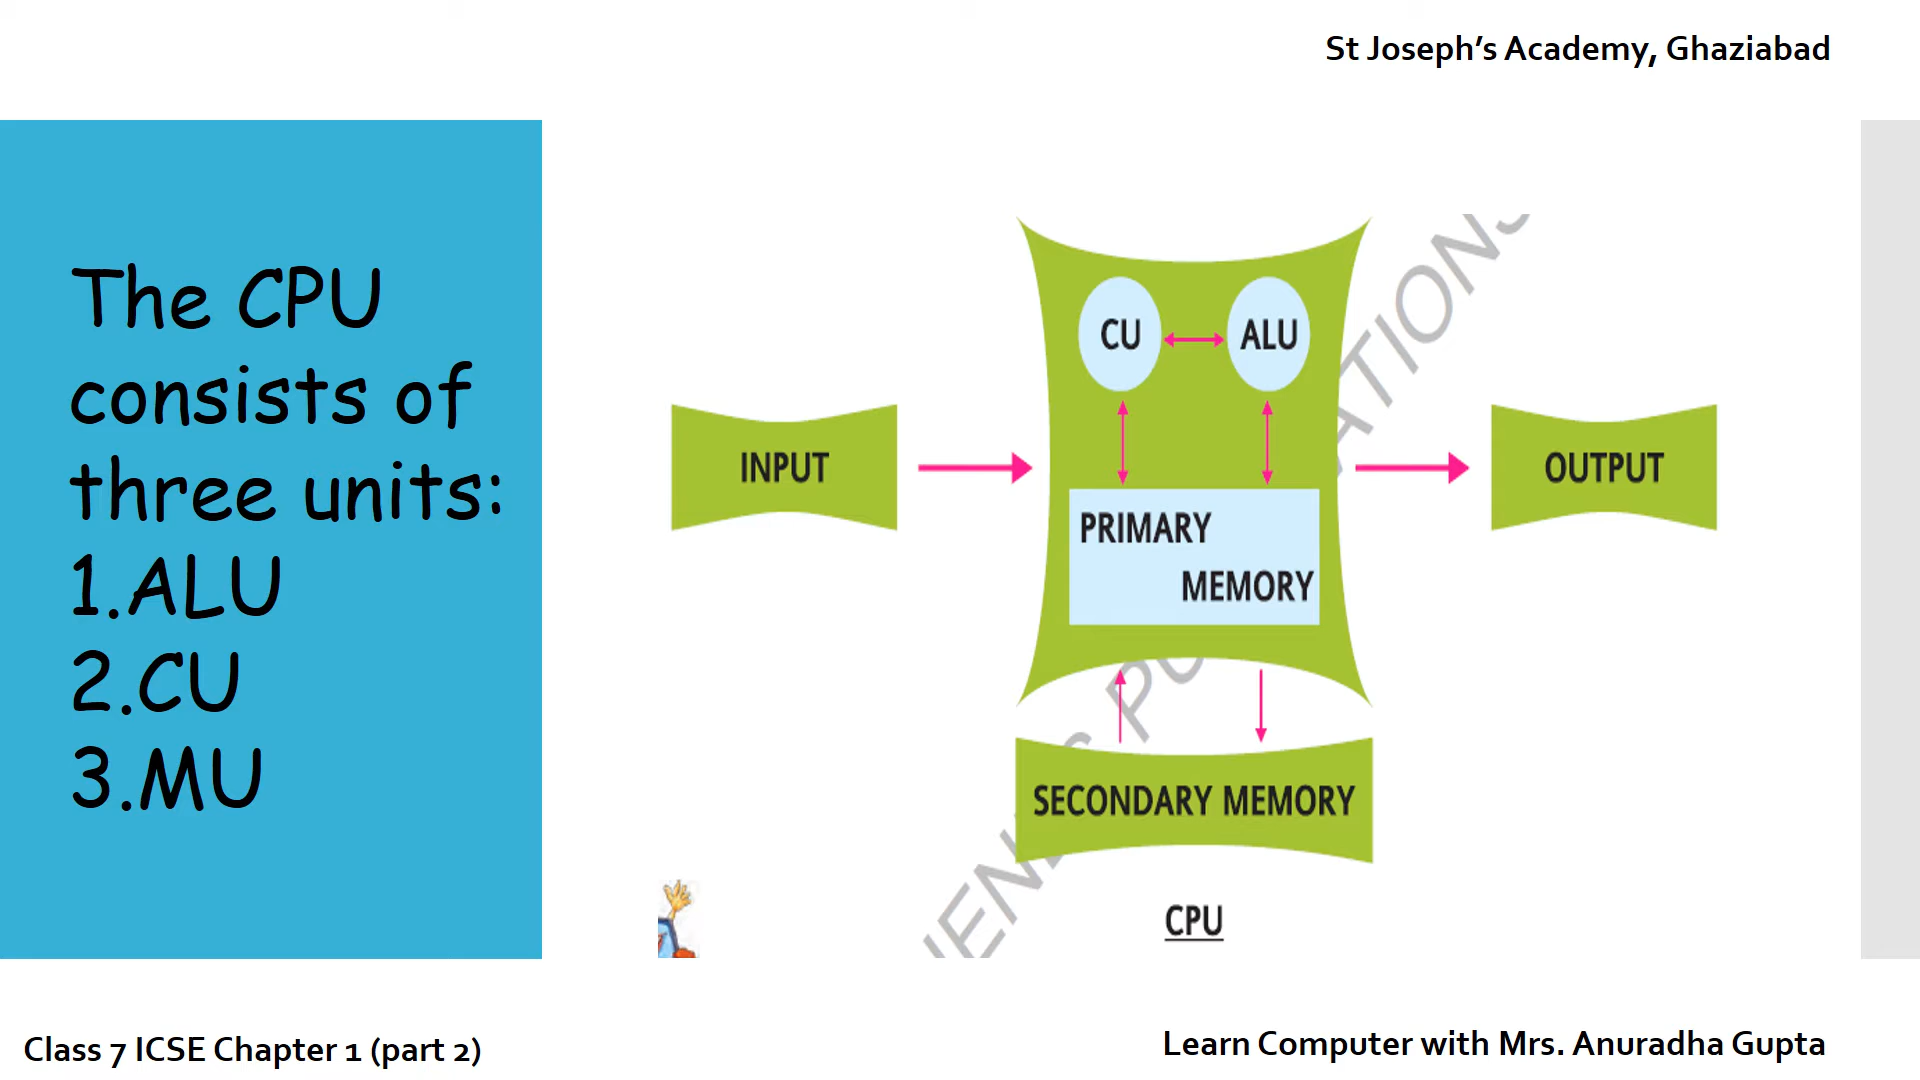 St Joseph's Academy, Ghaziabad
The CPU
consists of
three units:
1.ALU
2.CU
3.MU
CU
ALU
INPUT
OUTPUT
PRIMARY
MEMORY
SECONDARY MEMORY
CPU
Class 7 ICSE Chapter 1 (part 2)
Learn Computer with Mrs. Anuradha Gupta